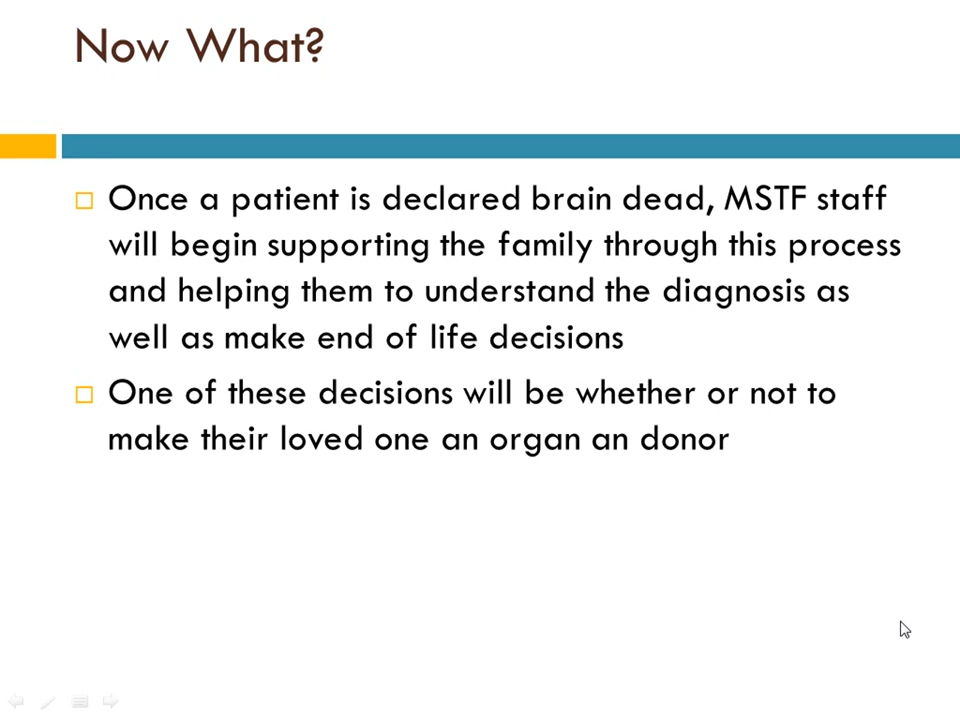 Now What?
Once a patient is declared brain dead, MSTF staff
will begin supporting the family through this process
and helping them to understand the diagnosis as
well as make end of life decisions
One of these decisions will be whether or not to
make their loved one an organ an donor